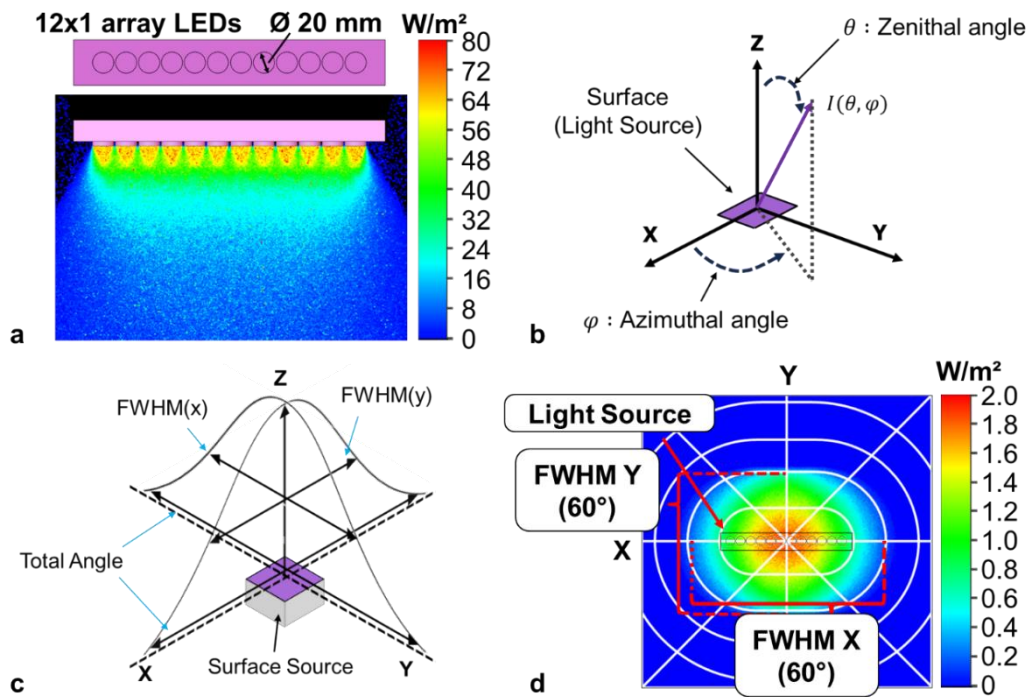 12x1 array LEDs
Ø 20 mm
W/m²
80
72
64
56
48
40
32
24
16
8
0
a
Z
θ : Zenithal angle
I(θ, φ)
Surface
(Light Source)
X
Y
φ : Azimuthal angle
b
Z
FWHM(x)
FWHM(y)
Total Angle
X
Surface Source
Y
c
Y
W/m²
Light Source
FWHM Y
(60°)
X
FWHM X
(60°)
2.0
1.8
1.6
1.4
1.2
1.0
0.8
0.6
0.4
0.2
0
d